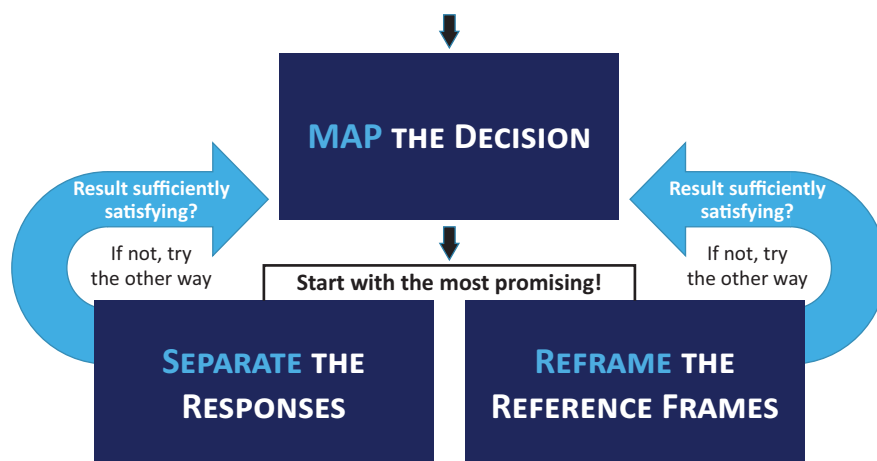 MAP THE DECISION
Result sufficiently
satisfying?
If not, try
the other way
Result sufficiently
satisfying?
If not, try
the other way
Start with the most promising!
SEPARATE THE
RESPONSES
REFRAME THE
REFERENCE FRAMES